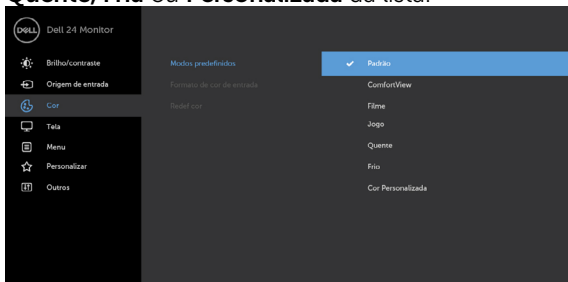 Quente, Fria ou Personalizada da lista.
DELL Dell 24 Monitor
Brilho/contraste Modos predefinidos Padrão
Origem de entrada Formato de cor de entrada ComfortView
Cor Redef cor Filme
Tela Jogo
Menu Quente
Personalizar Frio
Outros Cor Personalizada